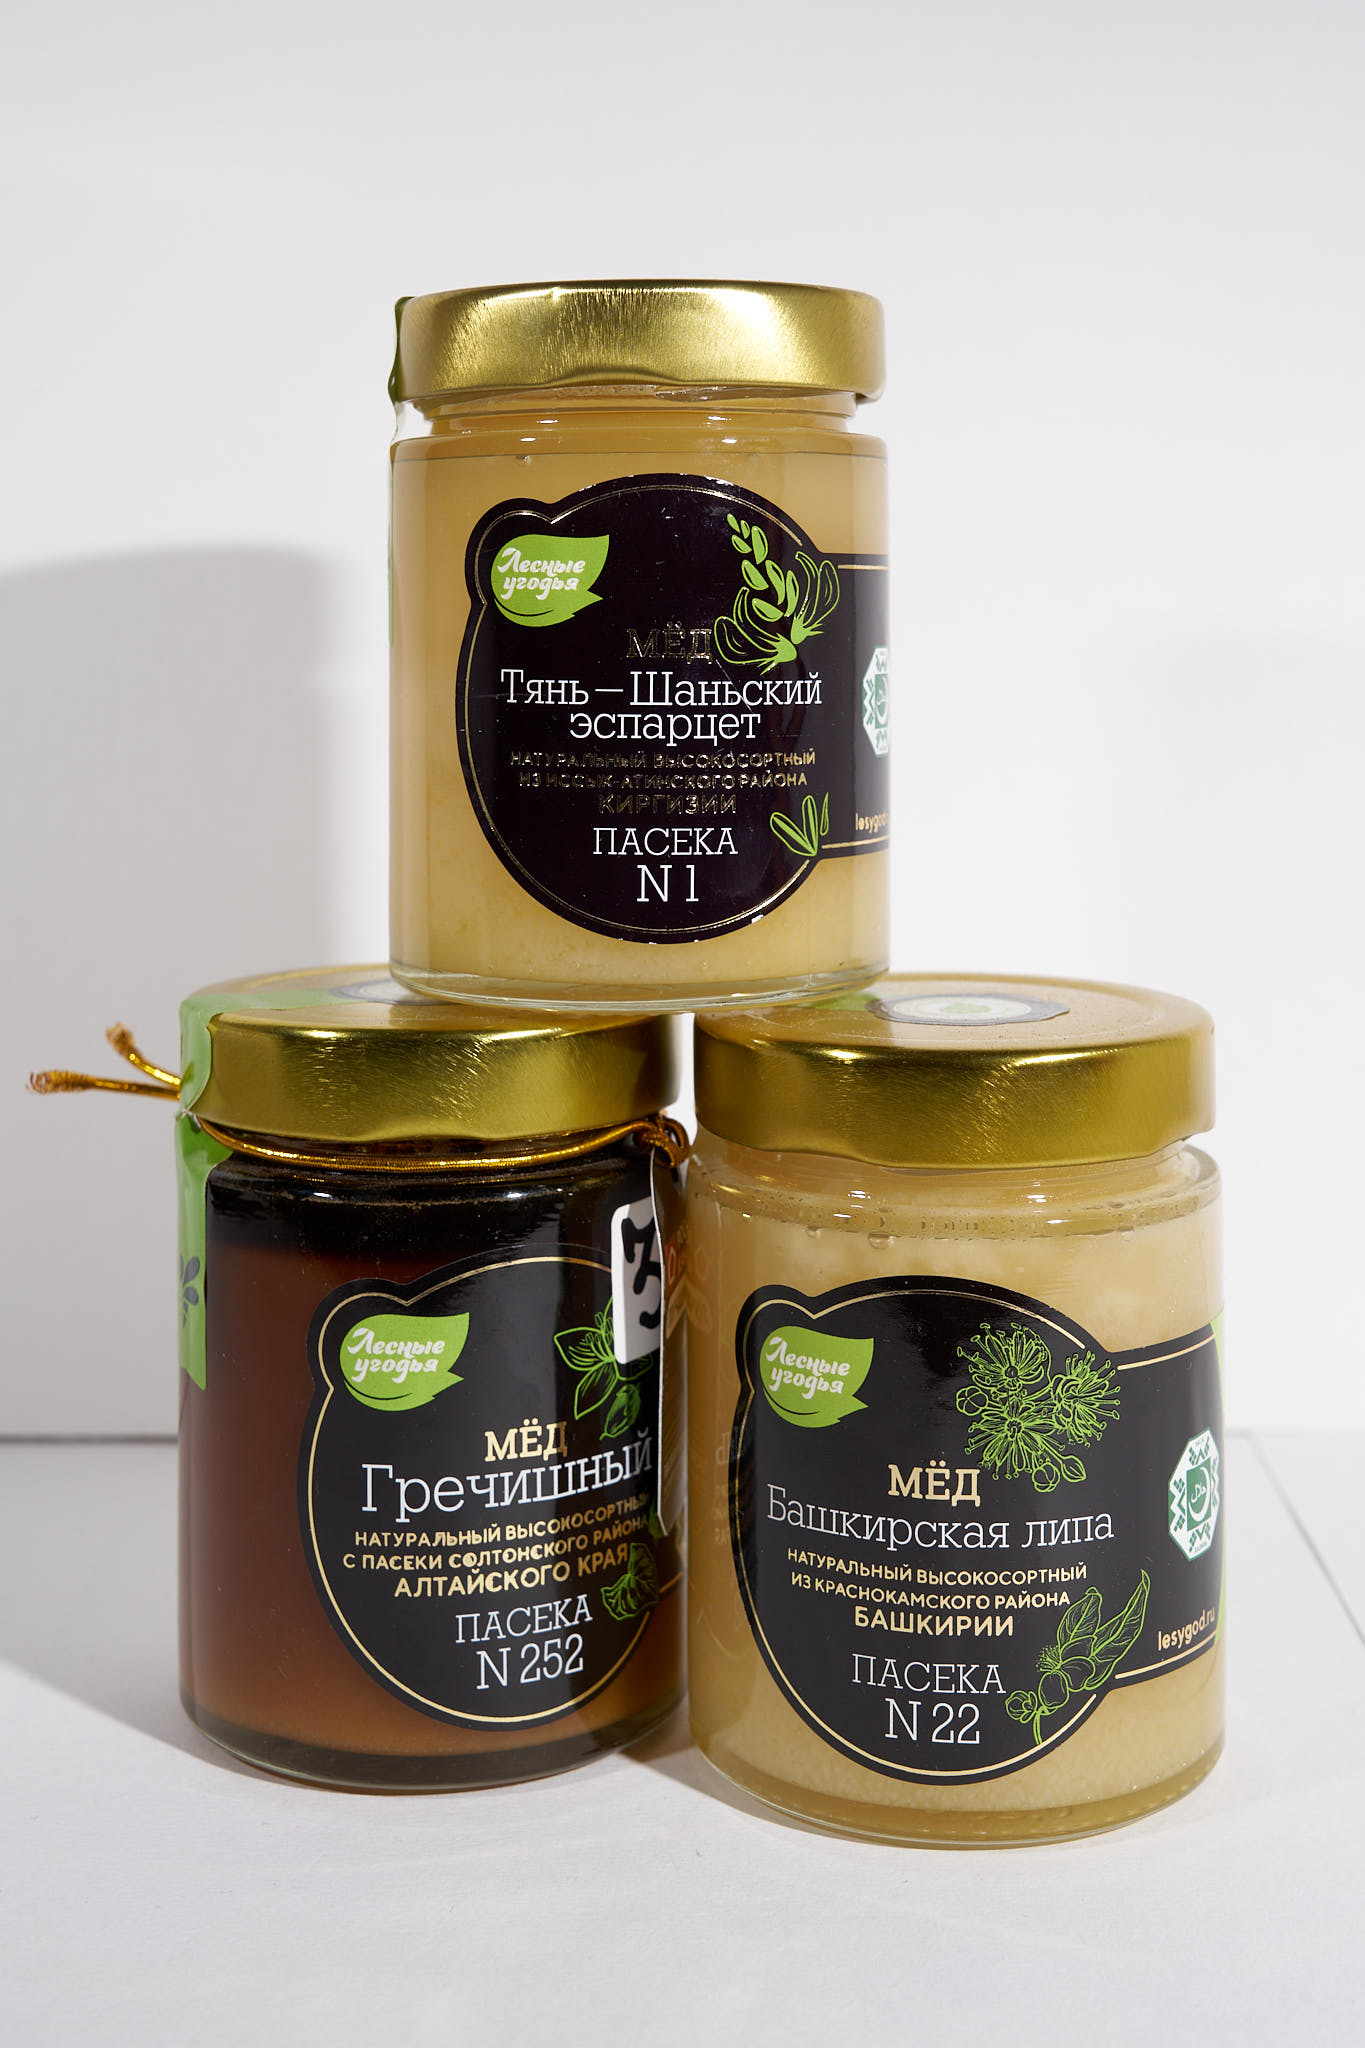 Лесные
угодья
МЁД
Тянь – Шаньский
эспарцет
НАТУРАЛЬНЫЙ ВЫСОКОСОРТНЫЙ
ИЗ ИССЫК-АТИНСКОГО РАЙОНА
КИРГИЗИИ
ПАСЕКА
N 1
lesygod
Лесные
угодья
МЁД
Гречишный
НАТУРАЛЬНЫЙ ВЫСОКОСОРТНЫЙ
С ПАСЕКИ СОЛТОНСКОГО РАЙОНА
АЛТАЙСКОГО КРАЯ
ПАСЕКА
N 252
Лесные
угодья
МЁД
Башкирская липа
НАТУРАЛЬНЫЙ ВЫСОКОСОРТНЫЙ
ИЗ КРАСНОКАМСКОГО РАЙОНА
БАШКИРИИ
ПАСЕКА
N 22
حلال
lesygod.ru